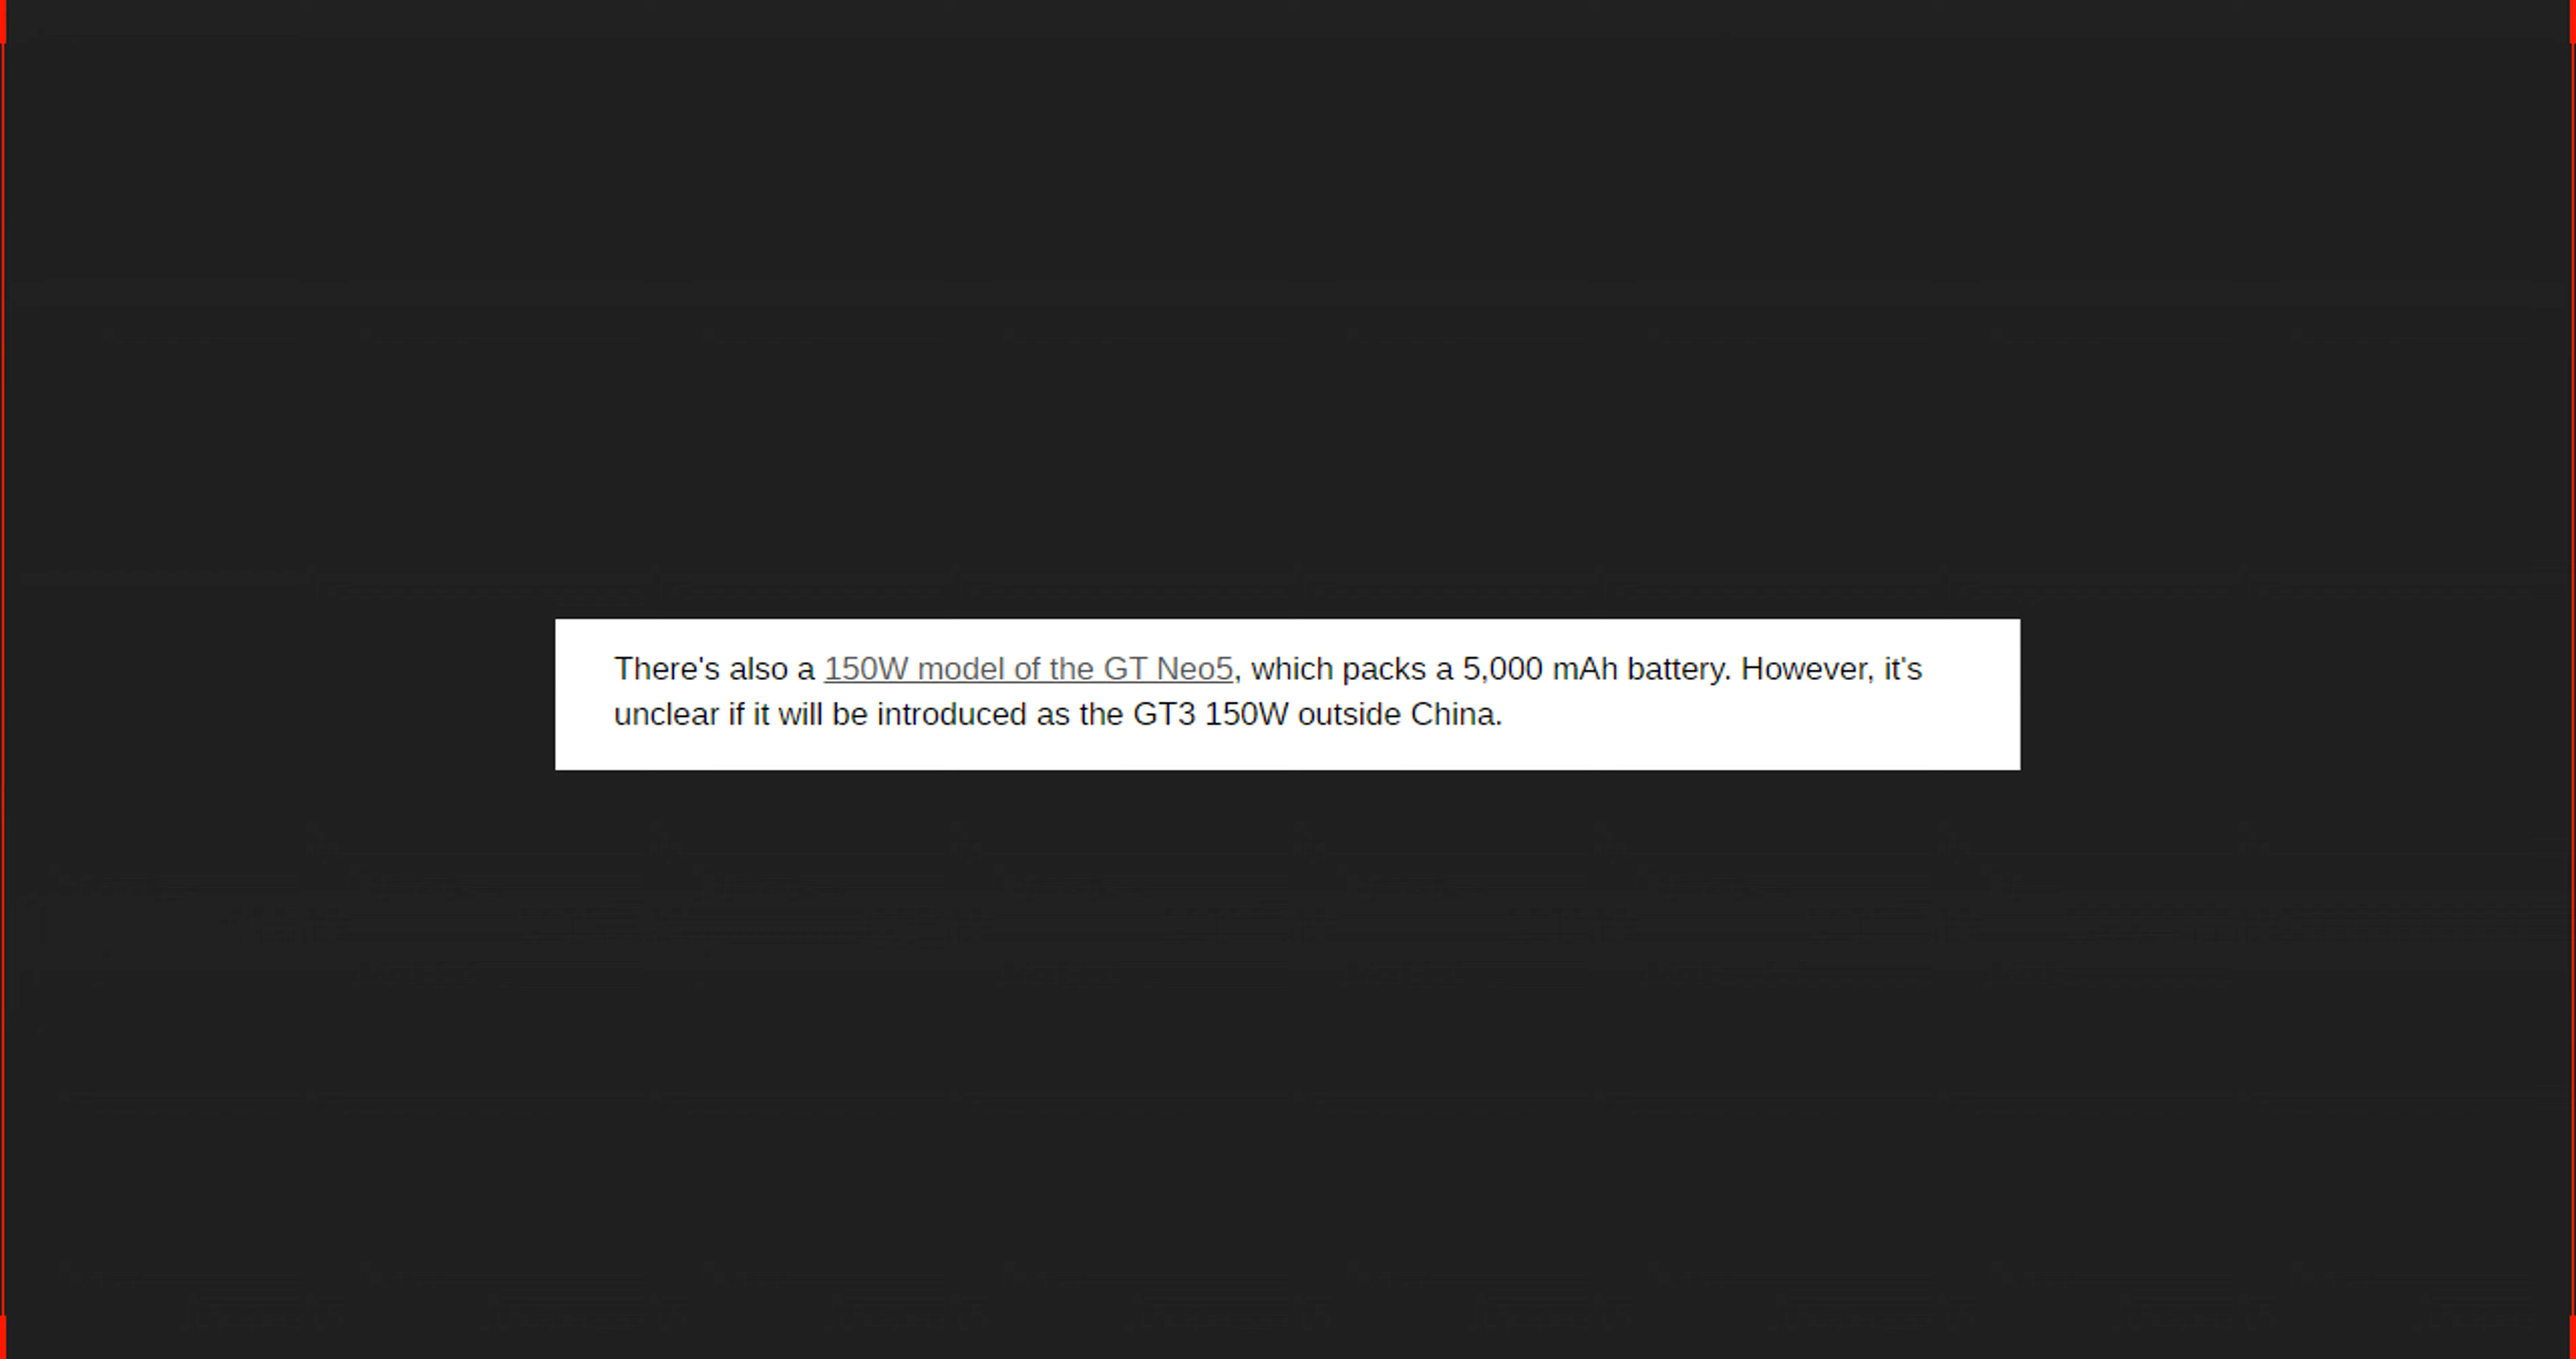 There's also a 150W model of the GT Neo5, which packs a 5,000 mAh battery. However, it's
unclear if it will be introduced as the GT3 150W outside China.